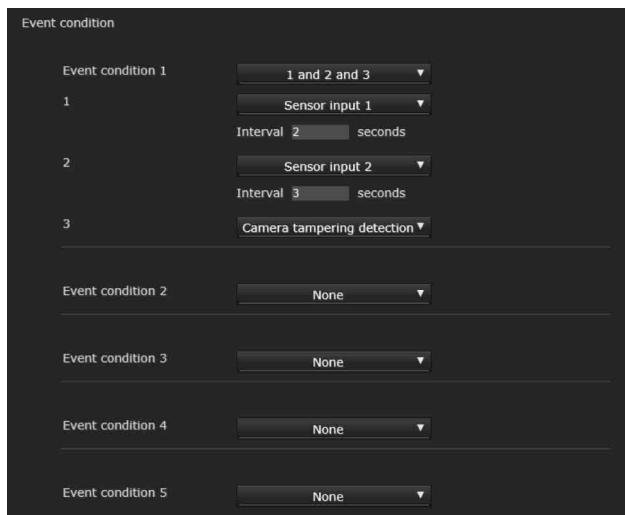 Event condition
Event condition 1 1 and 2 and 3 ▼
1 Sensor input 1 ▼
Interval 2 seconds
2 Sensor input 2 ▼
Interval 3 seconds
3 Camera tampering detection ▼
Event condition 2 None ▼
Event condition 3 None ▼
Event condition 4 None ▼
Event condition 5 None ▼